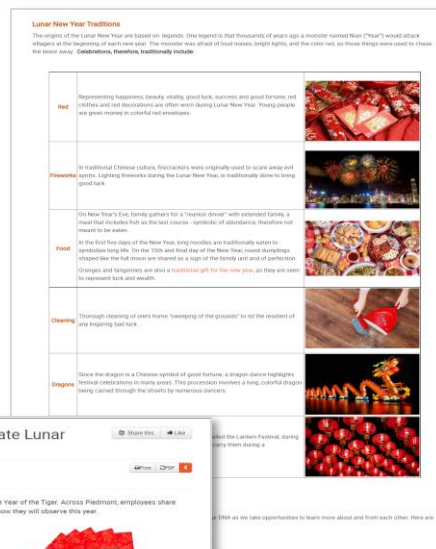 Lunar New Year Traditions
The origins of the Lunar New Year are based on legends. One legend is that thousands of years ago a monster named Nian ("Year") would attack
villagers at the beginning of each new year. The monster was afraid of loud noises, bright lights, and the color red, so those things were used to chase
the beast away. Celebrations, therefore, traditionally include:
Red
Representing happiness, beauty, vitality, good luck, success and good fortune, red
clothes and red decorations are often worn during Lunar New Year. Young people
are given money in colorful red envelopes.
Fireworks
In traditional Chinese culture, firecrackers were originally used to scare away evil
spirits. Lighting fireworks during the Lunar New Year, is traditionally done to bring
good luck
Food
On New Year's Eve, family gathers for a "reunion dinner" with extended family, a
meal that includes fish as the last course - symbolic of abundance, therefore not
meant to be eaten.
In the first five days of the New Year, long noodles are traditionally eaten to
symbolize long life. On the 15th and final day of the New Year, round dumplings
shaped like the full moon are shared as a sign of the family unit and of perfection.
Oranges and tangerines are also a traditional gift for the new year, as they are seen
to represent luck and wealth.
Cleaning
Thorough cleaning of one's home "sweeping of the grounds" to rid the resident of
any lingering bad luck
Dragons
Since the dragon is a Chinese symbol of good fortune, a dragon dance highlights
festival celebrations in many areas. This procession involves a long, colorful dragon
being carried through the streets by numerous dancers.
called the Lantern Festival, during
carry them during a
ate Lunar
Share this
Like
Print
PDF
e Year of the Tiger. Across Piedmont, employees share
how they will observe this year.
r DNA as we take opportunities to learn more about and from each other. Here are